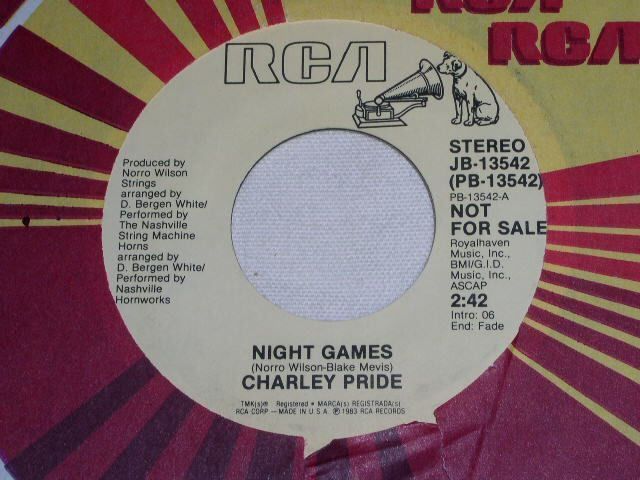 RCA
RCA
RCA
Produced by
Norro Wilson
Strings
arranged by
D. Bergen White/
Performed by
The Nashville
String Machine
Horns
arranged by
D. Bergen White/
Performed by
Nashville
Hornworks
STEREO
JB-13542
(PB-13542)
PB-13542-A
NOT
FOR SALE
Royalhaven
Music, Inc.,
BMI/G.I.D.
Music, Inc.,
ASCAP
2:42
Intro: 06
End: Fade
NIGHT GAMES
(Norro Wilson-Blake Mevis)
CHARLEY PRIDE
TMK(s)® Registered • MARCA(s) REGISTRADA(s)
RCA CORP — MADE IN U.S.A. ℗ 1983 RCA RECORDS